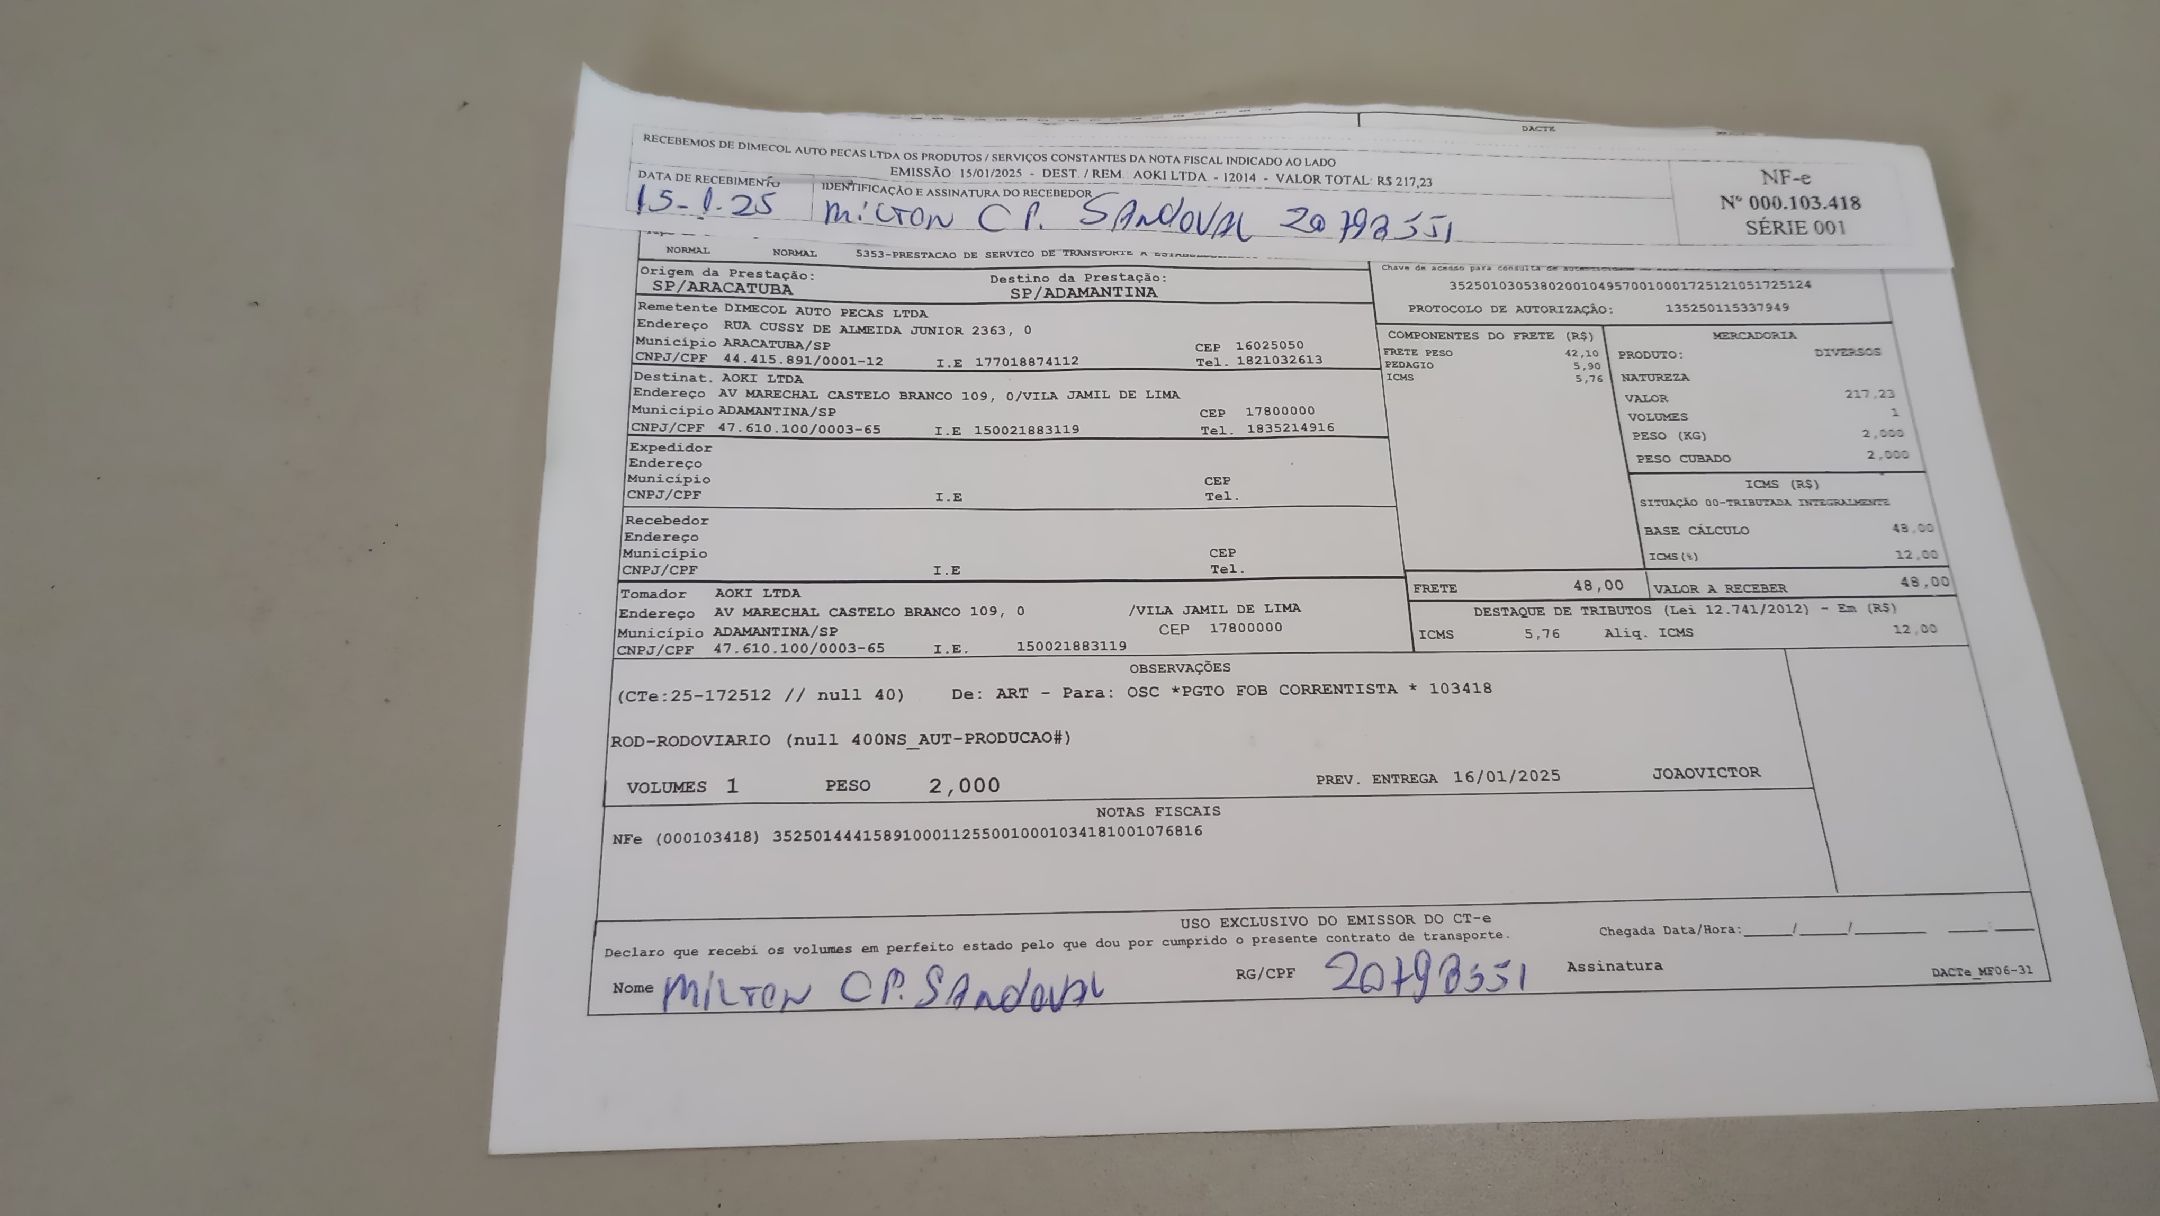 DACTE
RECEBEMOS DE DIMECOL AUTO PECAS LTDA OS PRODUTOS / SERVIÇOS CONSTANTES DA NOTA FISCAL INDICADO AO LADO
EMISSÃO 15/01/2025 - DEST. / REM. AOKI LTDA - 12014 - VALOR TOTAL: R$ 217,23
NF-e
Nº 000.103.418
SÉRIE 001
DATA DE RECEBIMENTO IDENTIFICAÇÃO E ASSINATURA DO RECEBEDOR
15-1-25 MILTON C P. SANDOVAL 20798551
NORMAL NORMAL 5353-PRESTACAO DE SERVICO DE TRANSPORTE A
Origem da Prestação: Destino da Prestação:
SP/ARACATUBA SP/ADAMANTINA
Chave de acesso para consulta de
35250103053802001049570010001725121051725124
PROTOCOLO DE AUTORIZAÇÃO: 135250115337949
Remetente DIMECOL AUTO PECAS LTDA
Endereço RUA CUSSY DE ALMEIDA JUNIOR 2363, 0
Município ARACATUBA/SP CEP 16025050
CNPJ/CPF 44.415.891/0001-12 I.E 177018874112 Tel. 1821032613
Destinat. AOKI LTDA
Endereço AV MARECHAL CASTELO BRANCO 109, 0/VILA JAMIL DE LIMA
Município ADAMANTINA/SP CEP 17800000
CNPJ/CPF 47.610.100/0003-65 I.E 150021883119 Tel. 1835214916
Expedidor
Endereço
Município CEP
CNPJ/CPF I.E Tel.
Recebedor
Endereço
Município CEP
CNPJ/CPF I.E Tel.
Tomador AOKI LTDA
Endereço AV MARECHAL CASTELO BRANCO 109, 0 /VILA JAMIL DE LIMA
Município ADAMANTINA/SP CEP 17800000
CNPJ/CPF 47.610.100/0003-65 I.E. 150021883119
COMPONENTES DO FRETE (R$)
FRETE PESO 42,10
PEDAGIO 5,90
ICMS 5,76
MERCADORIA
PRODUTO: DIVERSOS
NATUREZA
VALOR 217,23
VOLUMES 1
PESO (KG) 2,000
PESO CUBADO 2,000
ICMS (R$)
SITUAÇÃO 00-TRIBUTADA INTEGRALMENTE
BASE CÁLCULO 48,00
ICMS(%) 12,00
FRETE 48,00 VALOR A RECEBER 48,00
DESTAQUE DE TRIBUTOS (Lei 12.741/2012) - Em (R$)
ICMS 5,76 Aliq. ICMS 12,00
OBSERVAÇÕES
(CTe:25-172512 // null 40) De: ART - Para: OSC *PGTO FOB CORRENTISTA * 103418
ROD-RODOVIARIO (null 400NS_AUT-PRODUCAO#)
VOLUMES 1 PESO 2,000 PREV. ENTREGA 16/01/2025 JOAOVICTOR
NOTAS FISCAIS
NFe (000103418) 35250144415891000112550010001034181001076816
USO EXCLUSIVO DO EMISSOR DO CT-e
Declaro que recebi os volumes em perfeito estado pelo que dou por cumprido o presente contrato de transporte. Chegada Data/Hora:_____/_____/_______ ____ ____
Nome MILTON C P. SANDOVAL RG/CPF 20798551 Assinatura
DACTe_MF06-31